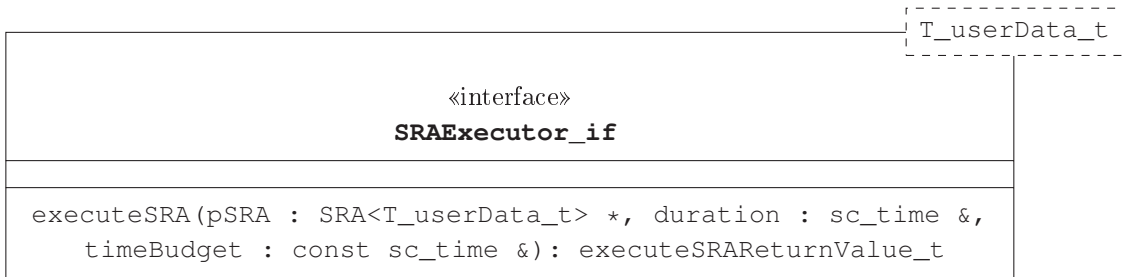 T_userData_t
«interface»
SRAExecutor_if
executeSRA(pSRA : SRA<T_userData_t> *, duration : sc_time &,
timeBudget : const sc_time &): executeSRAReturnValue_t